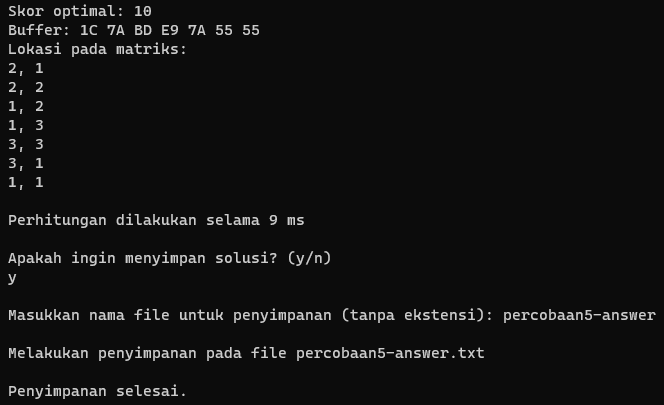 Skor optimal: 10
Buffer: 1C 7A BD E9 7A 55 55
Lokasi pada matriks:
2, 1
2, 2
1, 2
1, 3
3, 3
3, 1
1, 1
Perhitungan dilakukan selama 9 ms
Apakah ingin menyimpan solusi? (y/n)
y
Masukkan nama file untuk penyimpanan (tanpa ekstensi): percobaan5-answer
Melakukan penyimpanan pada file percobaan5-answer.txt
Penyimpanan selesai.